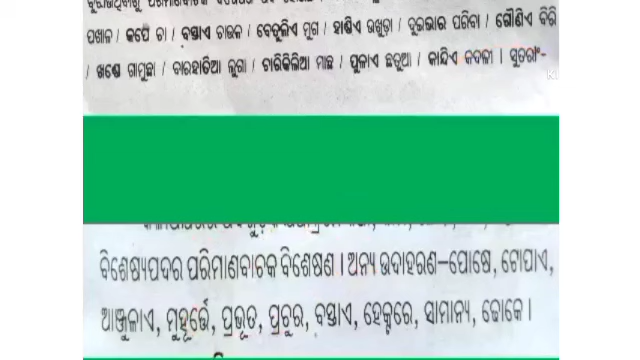 ପଖାଳ / କପେ ଚା / ବସ୍ତାଏ ଚାଉଳ / ବେତୁଳିଏ ମୁଗ / ହାଣ୍ଡିଏ ଉଖୁଡ଼ା / ଦୁଇଭାର ପରିବା / ଗୌଣିଏ ବିରି
/ ଖଣ୍ଡେ ଗାମୁଛା / ଚାରହାତିଆ ଲୁଗା / ଚାରିକିଲିଆ ମାଛ / ପୁଳାଏ ଛତୁଆ / କାନ୍ଦିଏ କଦଳୀ । ସୁତରାଂ-
ବିଶେଷ୍ୟପଦର ପରିମାଣବାଚକ ବିଶେଷଣ । ଅନ୍ୟ ଉଦାହରଣ–ପୋଷେ, ଟୋପାଏ,
ଆଞ୍ଜୁଳାଏ, ମୁହୂର୍ତ୍ତେ, ପ୍ରଭୂତ, ପ୍ରଚୁର, ବସ୍ତାଏ, ହେକ୍ଟରେ, ସାମାନ୍ୟ, ଢୋକେ ।